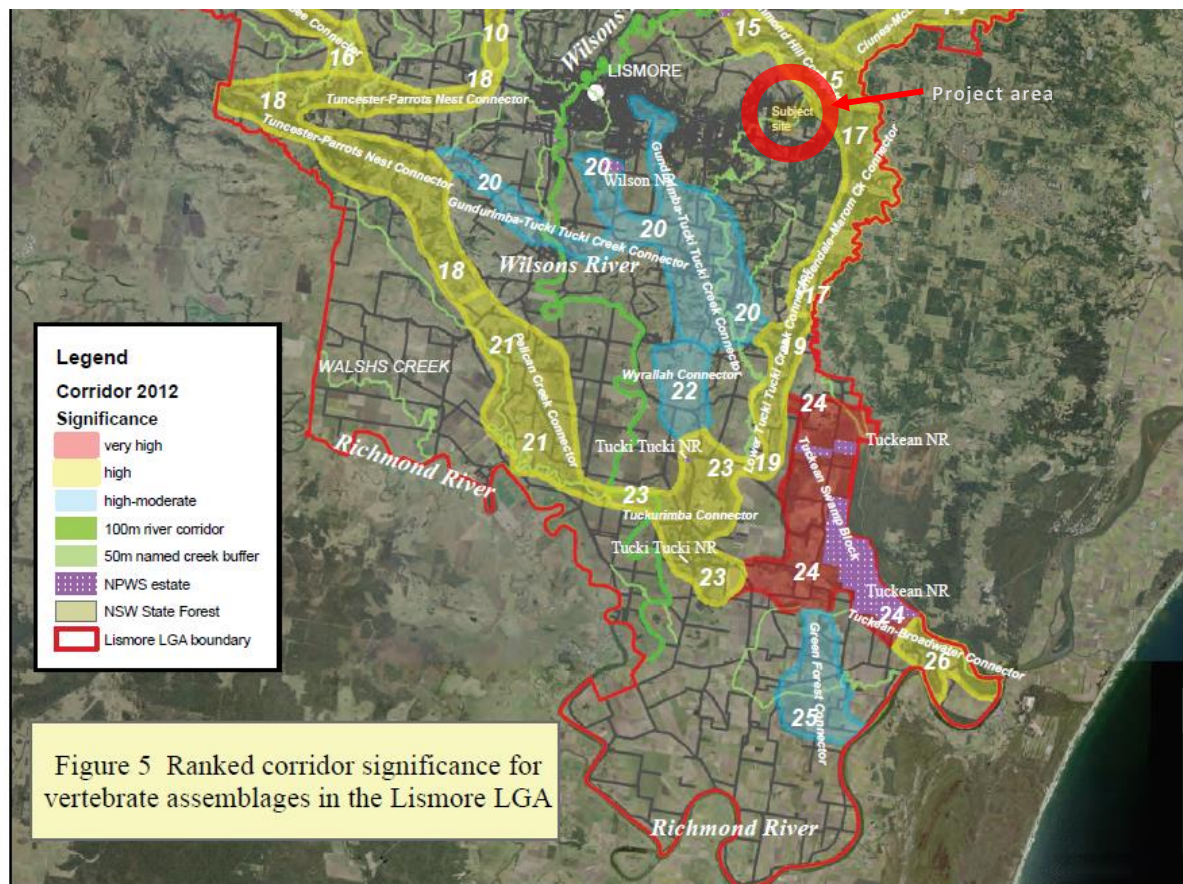 15
10
Wilsons
16
LISMORE
18
15
Project area
Subject
site
18
Tuncester-Parrots Nest Connector
17
Tuncester-Parrots Nest Connector
20
20
Wilson NR
Gundurimba-Tucki Tucki Creek Connector
20
Gundurimba-Tucki Tucki Creek Connector
Wilsons River
18
17
20
21
Pelican Creek Connector
WALSHS CREEK
Wyrallah Connector
22
Lower Tucki Tucki Creek Connector
24
Tuckean NR
Tucki Tucki NR
23
19
Tuckean Swamp Block
21
Richmond River
23
Tuckurimba Connector
Tucki Tucki NR
23
24
Tuckean NR
24
Tuckean-Broadwater Connector
26
Green Forest Connector
25
Richmond River
Legend
Corridor 2012
Significance
very high
high
high-moderate
100m river corridor
50m named creek buffer
NPWS estate
NSW State Forest
Lismore LGA boundary
Figure 5 Ranked corridor significance for
vertebrate assemblages in the Lismore LGA